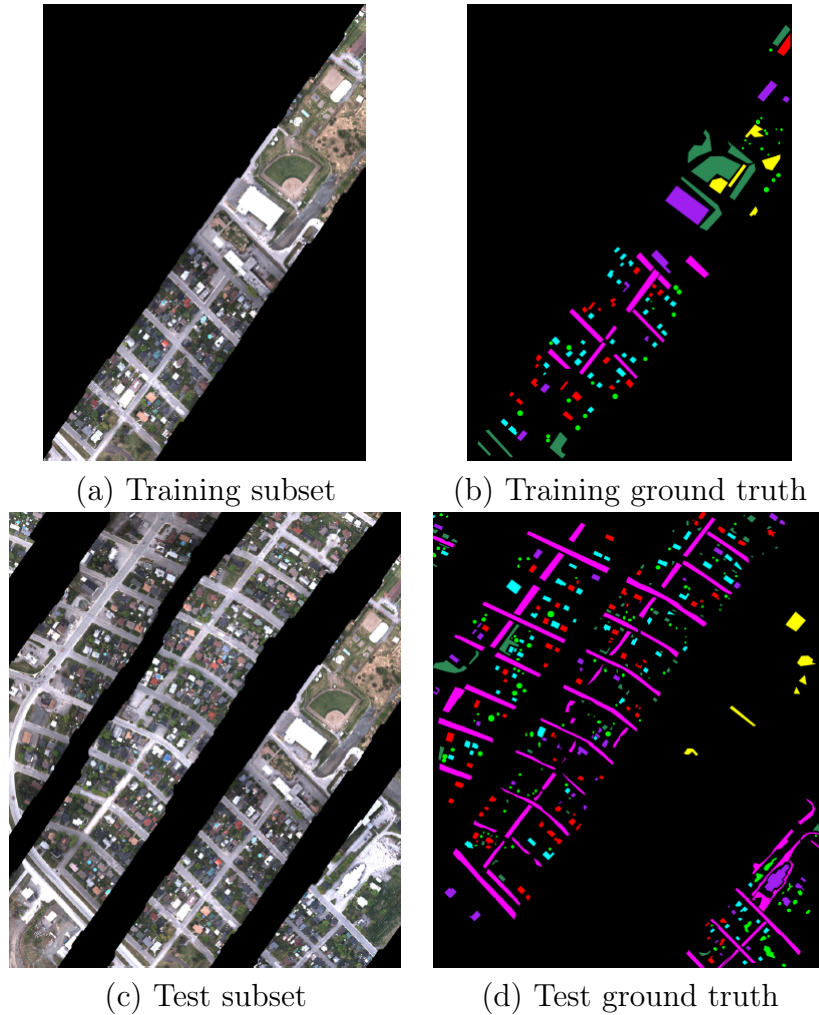 (a) Training subset
(b) Training ground truth
(c) Test subset
(d) Test ground truth